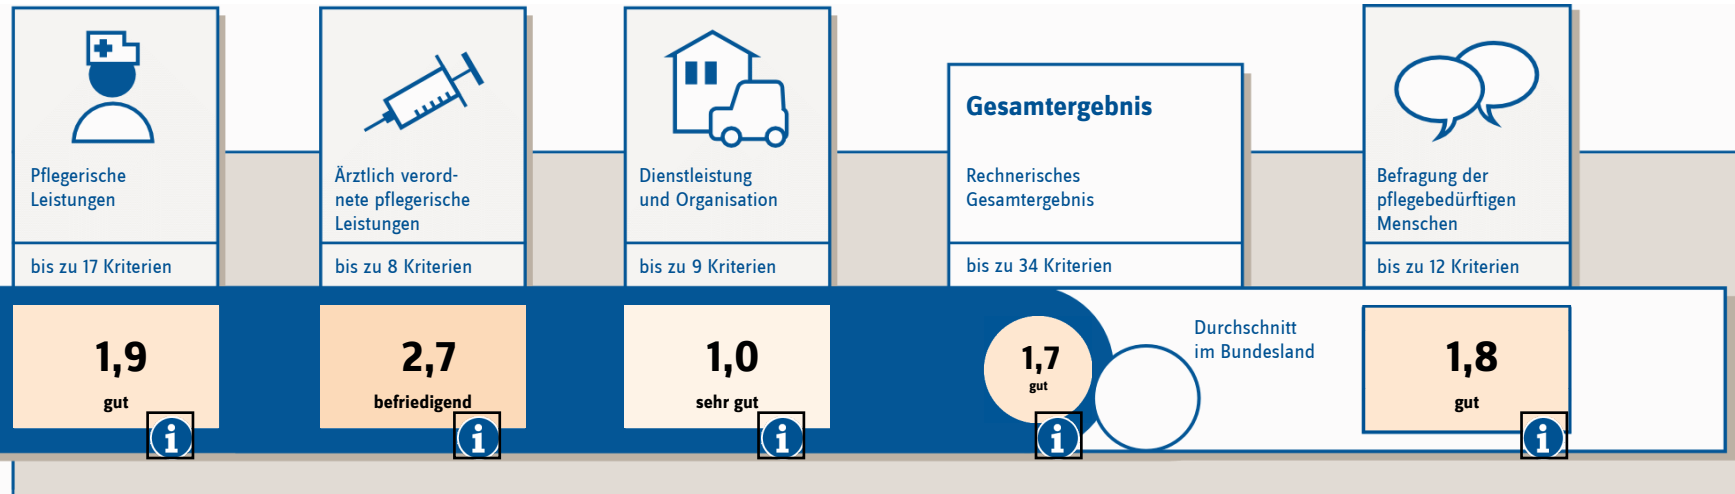 Pflegerische
Leistungen
bis zu 17 Kriterien
1,9
gut
i
Ärztlich verord-
nete pflegerische
Leistungen
bis zu 8 Kriterien
2,7
befriedigend
i
Dienstleistung
und Organisation
bis zu 9 Kriterien
1,0
sehr gut
i
Gesamtergebnis
Rechnerisches
Gesamtergebnis
bis zu 34 Kriterien
1,7
gut
i
Durchschnitt
im Bundesland
Befragung der
pflegebedürftigen
Menschen
bis zu 12 Kriterien
1,8
gut
i